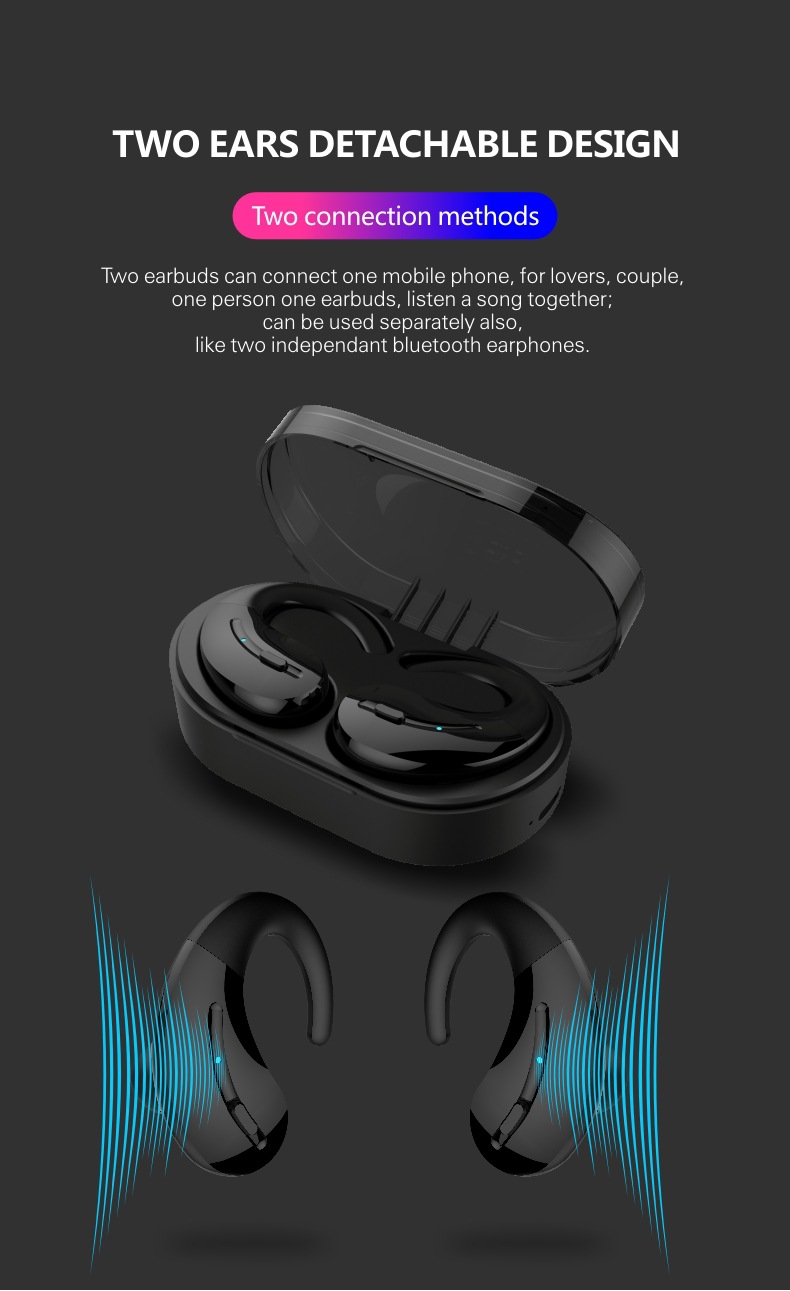 TWO EARS DETACHABLE DESIGN
Two connection methods
Two earbuds can connect one mobile phone, for lovers, couple,
one person one earbuds, listen a song together;
can be used separately also,
like two independant bluetooth earphones.